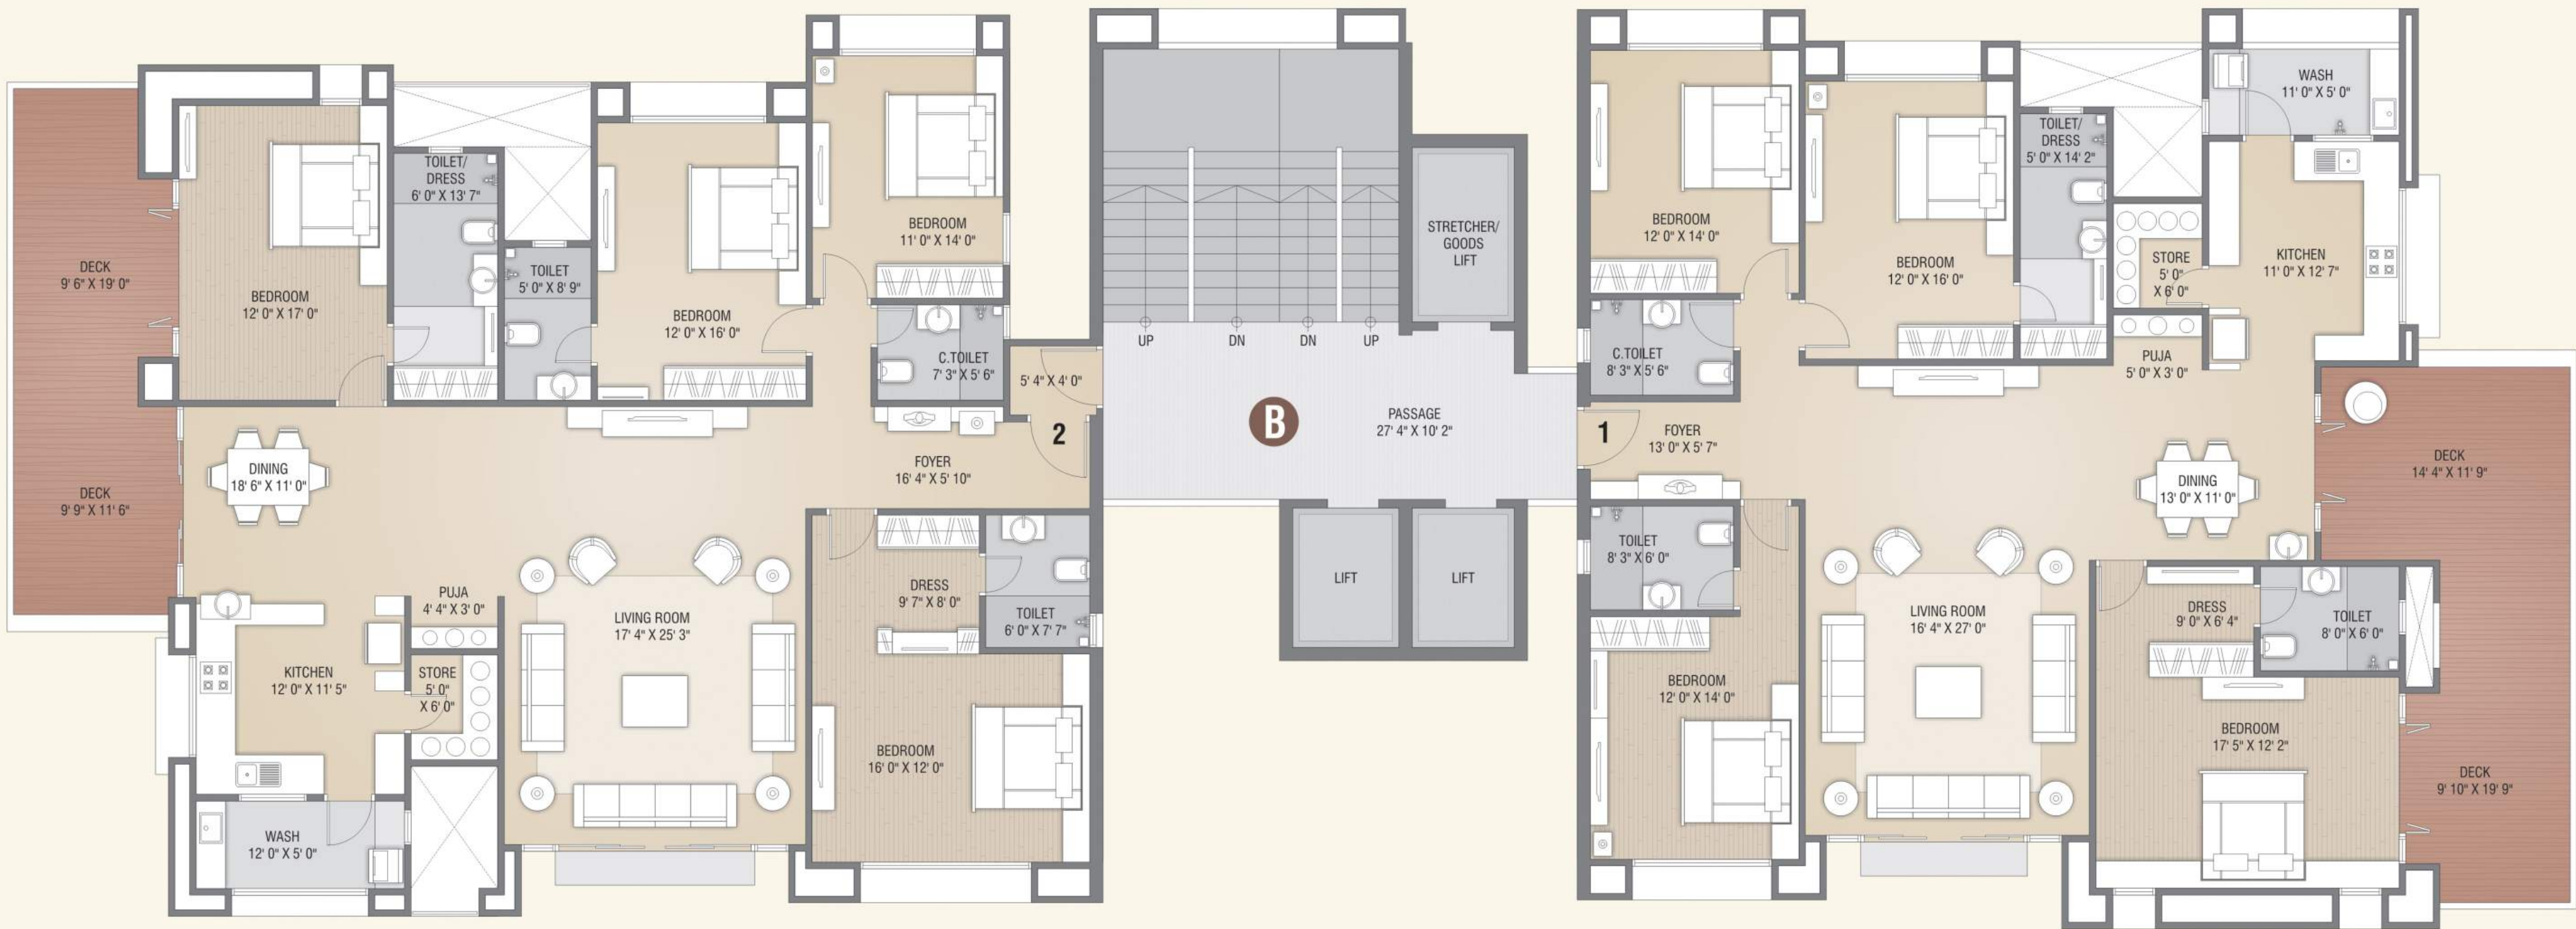 DECK
9' 6" X 19' 0"
DECK
9' 9" X 11' 6"
BEDROOM
12' 0" X 17' 0"
TOILET/
DRESS
6' 0" X 13' 7"
TOILET
5' 0" X 8' 9"
BEDROOM
12' 0" X 16' 0"
BEDROOM
11' 0" X 14' 0"
C.TOILET
7' 3" X 5' 6"
5' 4" X 4' 0"
2
FOYER
16' 4" X 5' 10"
DINING
18' 6" X 11' 0"
PUJA
4' 4" X 3' 0"
KITCHEN
12' 0" X 11' 5"
STORE
5' 0"
X 6' 0"
WASH
12' 0" X 5' 0"
LIVING ROOM
17' 4" X 25' 3"
DRESS
9' 7" X 8' 0"
TOILET
6' 0" X 7' 7"
BEDROOM
16' 0" X 12' 0"
UP
DN
DN
UP
STRETCHER/
GOODS
LIFT
B
PASSAGE
27' 4" X 10' 2"
LIFT
LIFT
BEDROOM
12' 0" X 14' 0"
BEDROOM
12' 0" X 16' 0"
TOILET/
DRESS
5' 0" X 14' 2"
WASH
11' 0" X 5' 0"
KITCHEN
11' 0" X 12' 7"
STORE
5' 0"
X 6' 0"
PUJA
5' 0" X 3' 0"
C.TOILET
8' 3" X 5' 6"
1
FOYER
13' 0" X 5' 7"
DINING
13' 0" X 11' 0"
DECK
14' 4" X 11' 9"
TOILET
8' 3" X 6' 0"
BEDROOM
12' 0" X 14' 0"
LIVING ROOM
16' 4" X 27' 0"
DRESS
9' 0" X 6' 4"
TOILET
8' 0" X 6' 0"
BEDROOM
17' 5" X 12' 2"
DECK
9' 10" X 19' 9"